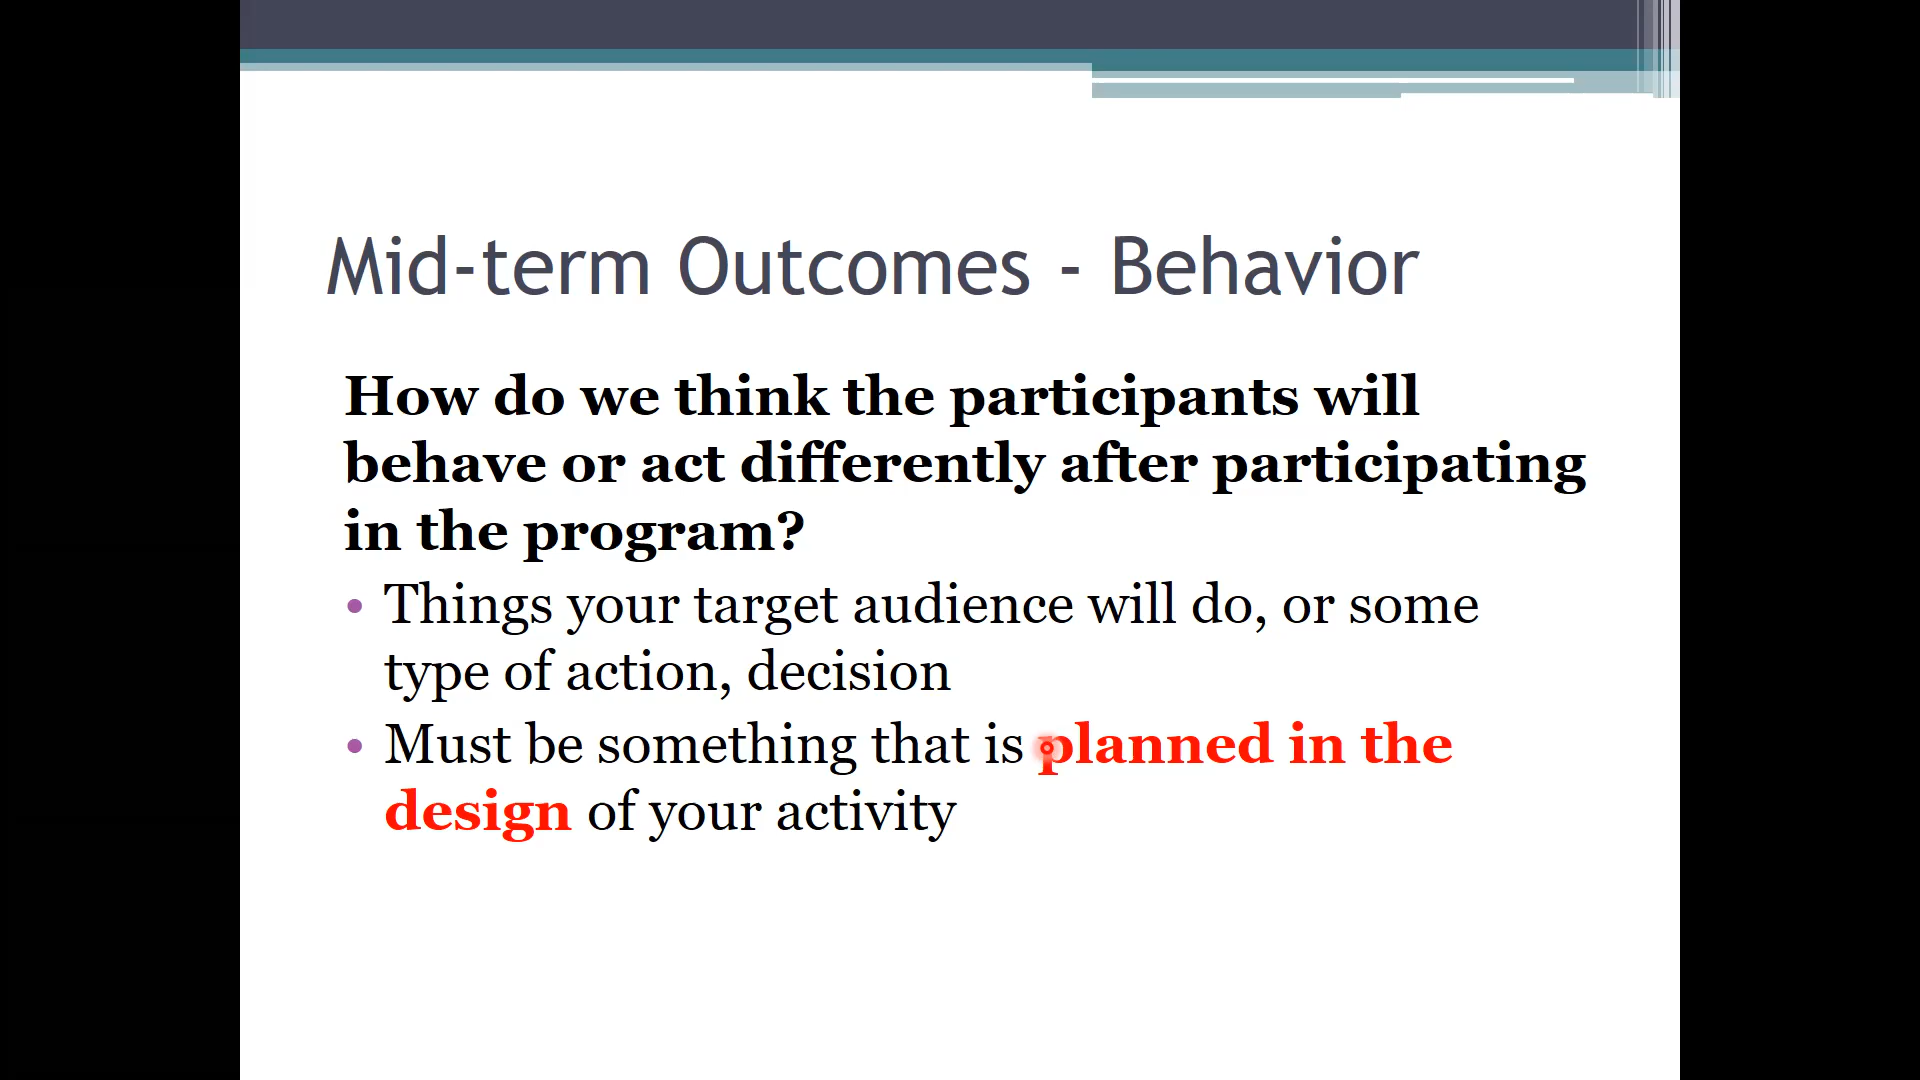 Mid-term Outcomes - Behavior
How do we think the participants will
behave or act differently after participating
in the program?
• Things your target audience will do, or some
type of action, decision
• Must be something that is planned in the
design of your activity